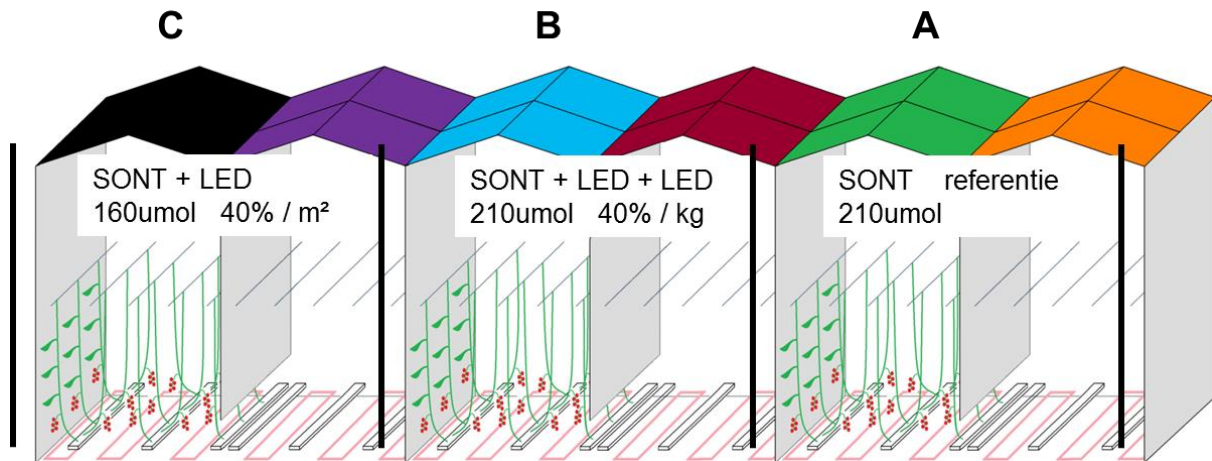 C B A
SONT + LED
160umol 40% / m²
SONT + LED + LED
210umol 40% / kg
SONT referentie
210umol